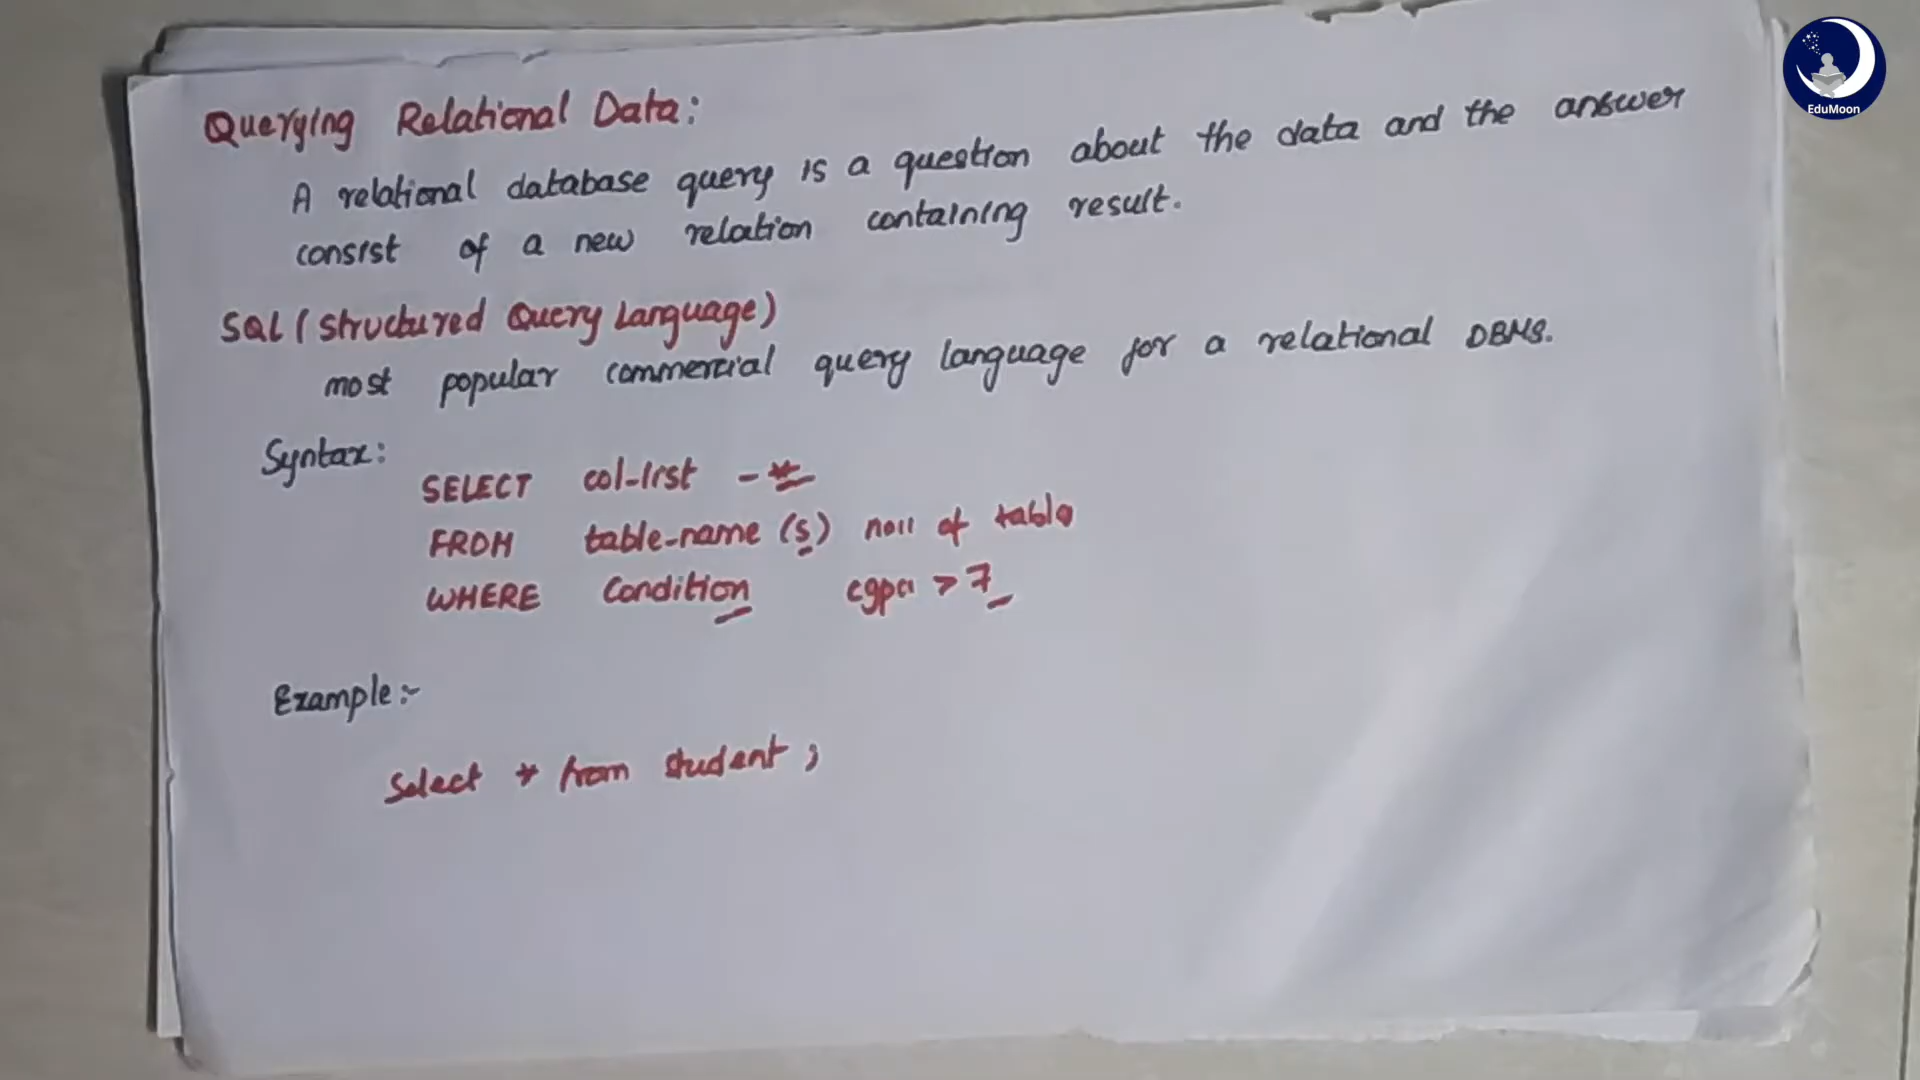 Querying Relational Data:
A relational database query is a question about the data and the answer
consist of a new relation containing result.
SQL (Structured Query Language)
most popular commercial query language for a relational DBMS.
Syntax:
SELECT col-list - *
FROM table-name (s) of table
WHERE Condition cgpa > 7
Example:-
Select * from student ;
EduMoon